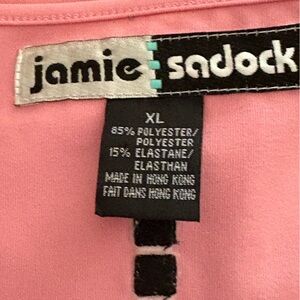 jamie sadock
XL
85% POLYESTER/
POLYESTER
15% ELASTANE/
ELASTHAN
MADE IN HONG KONG
FAIT DANS HONG KONG